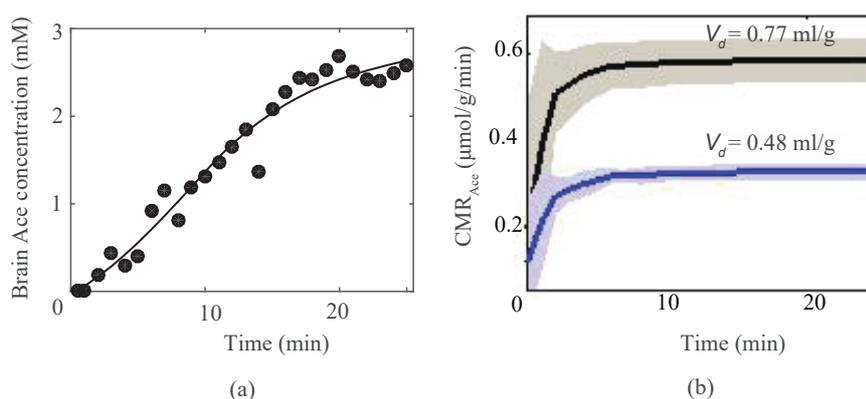 Brain Ace concentration (mM)
3
2
1
0
10
20
Time (min)
(a)
CMR_Ace (μmol/g/min)
0.6
0.4
0.2
0
10
20
V_d = 0.77 ml/g
V_d = 0.48 ml/g
Time (min)
(b)